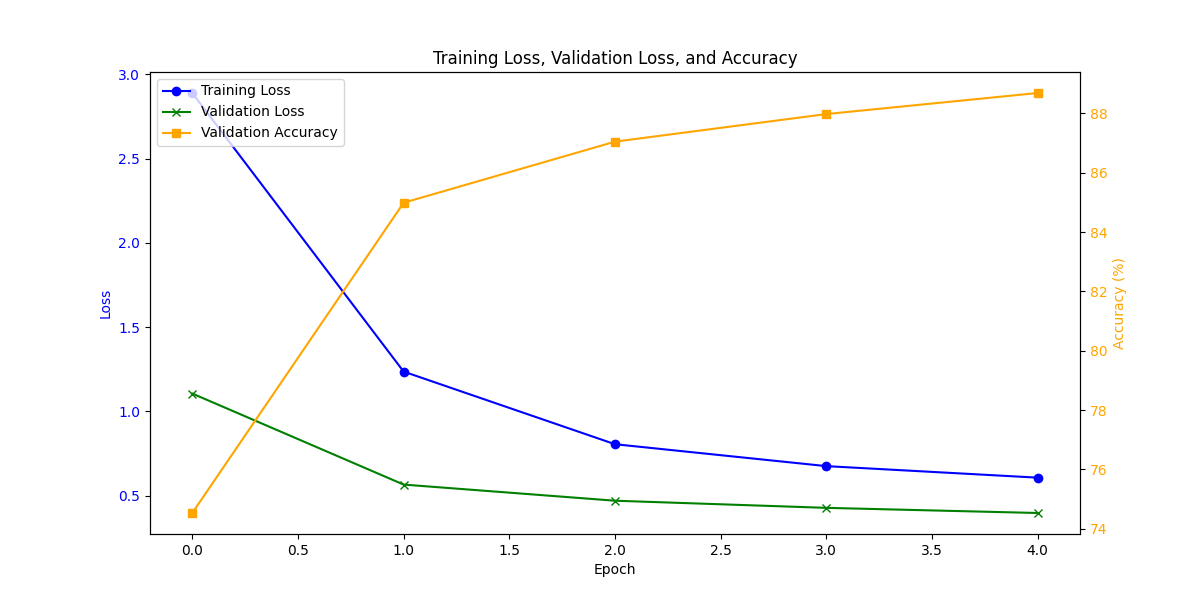 Training Loss, Validation Loss, and Accuracy
Training Loss
Validation Loss
Validation Accuracy
3.0
2.5
2.0
1.5
1.0
0.5
Loss
88
86
84
82
80
78
76
74
Accuracy (%)
0.0 0.5 1.0 1.5 2.0 2.5 3.0 3.5 4.0
Epoch